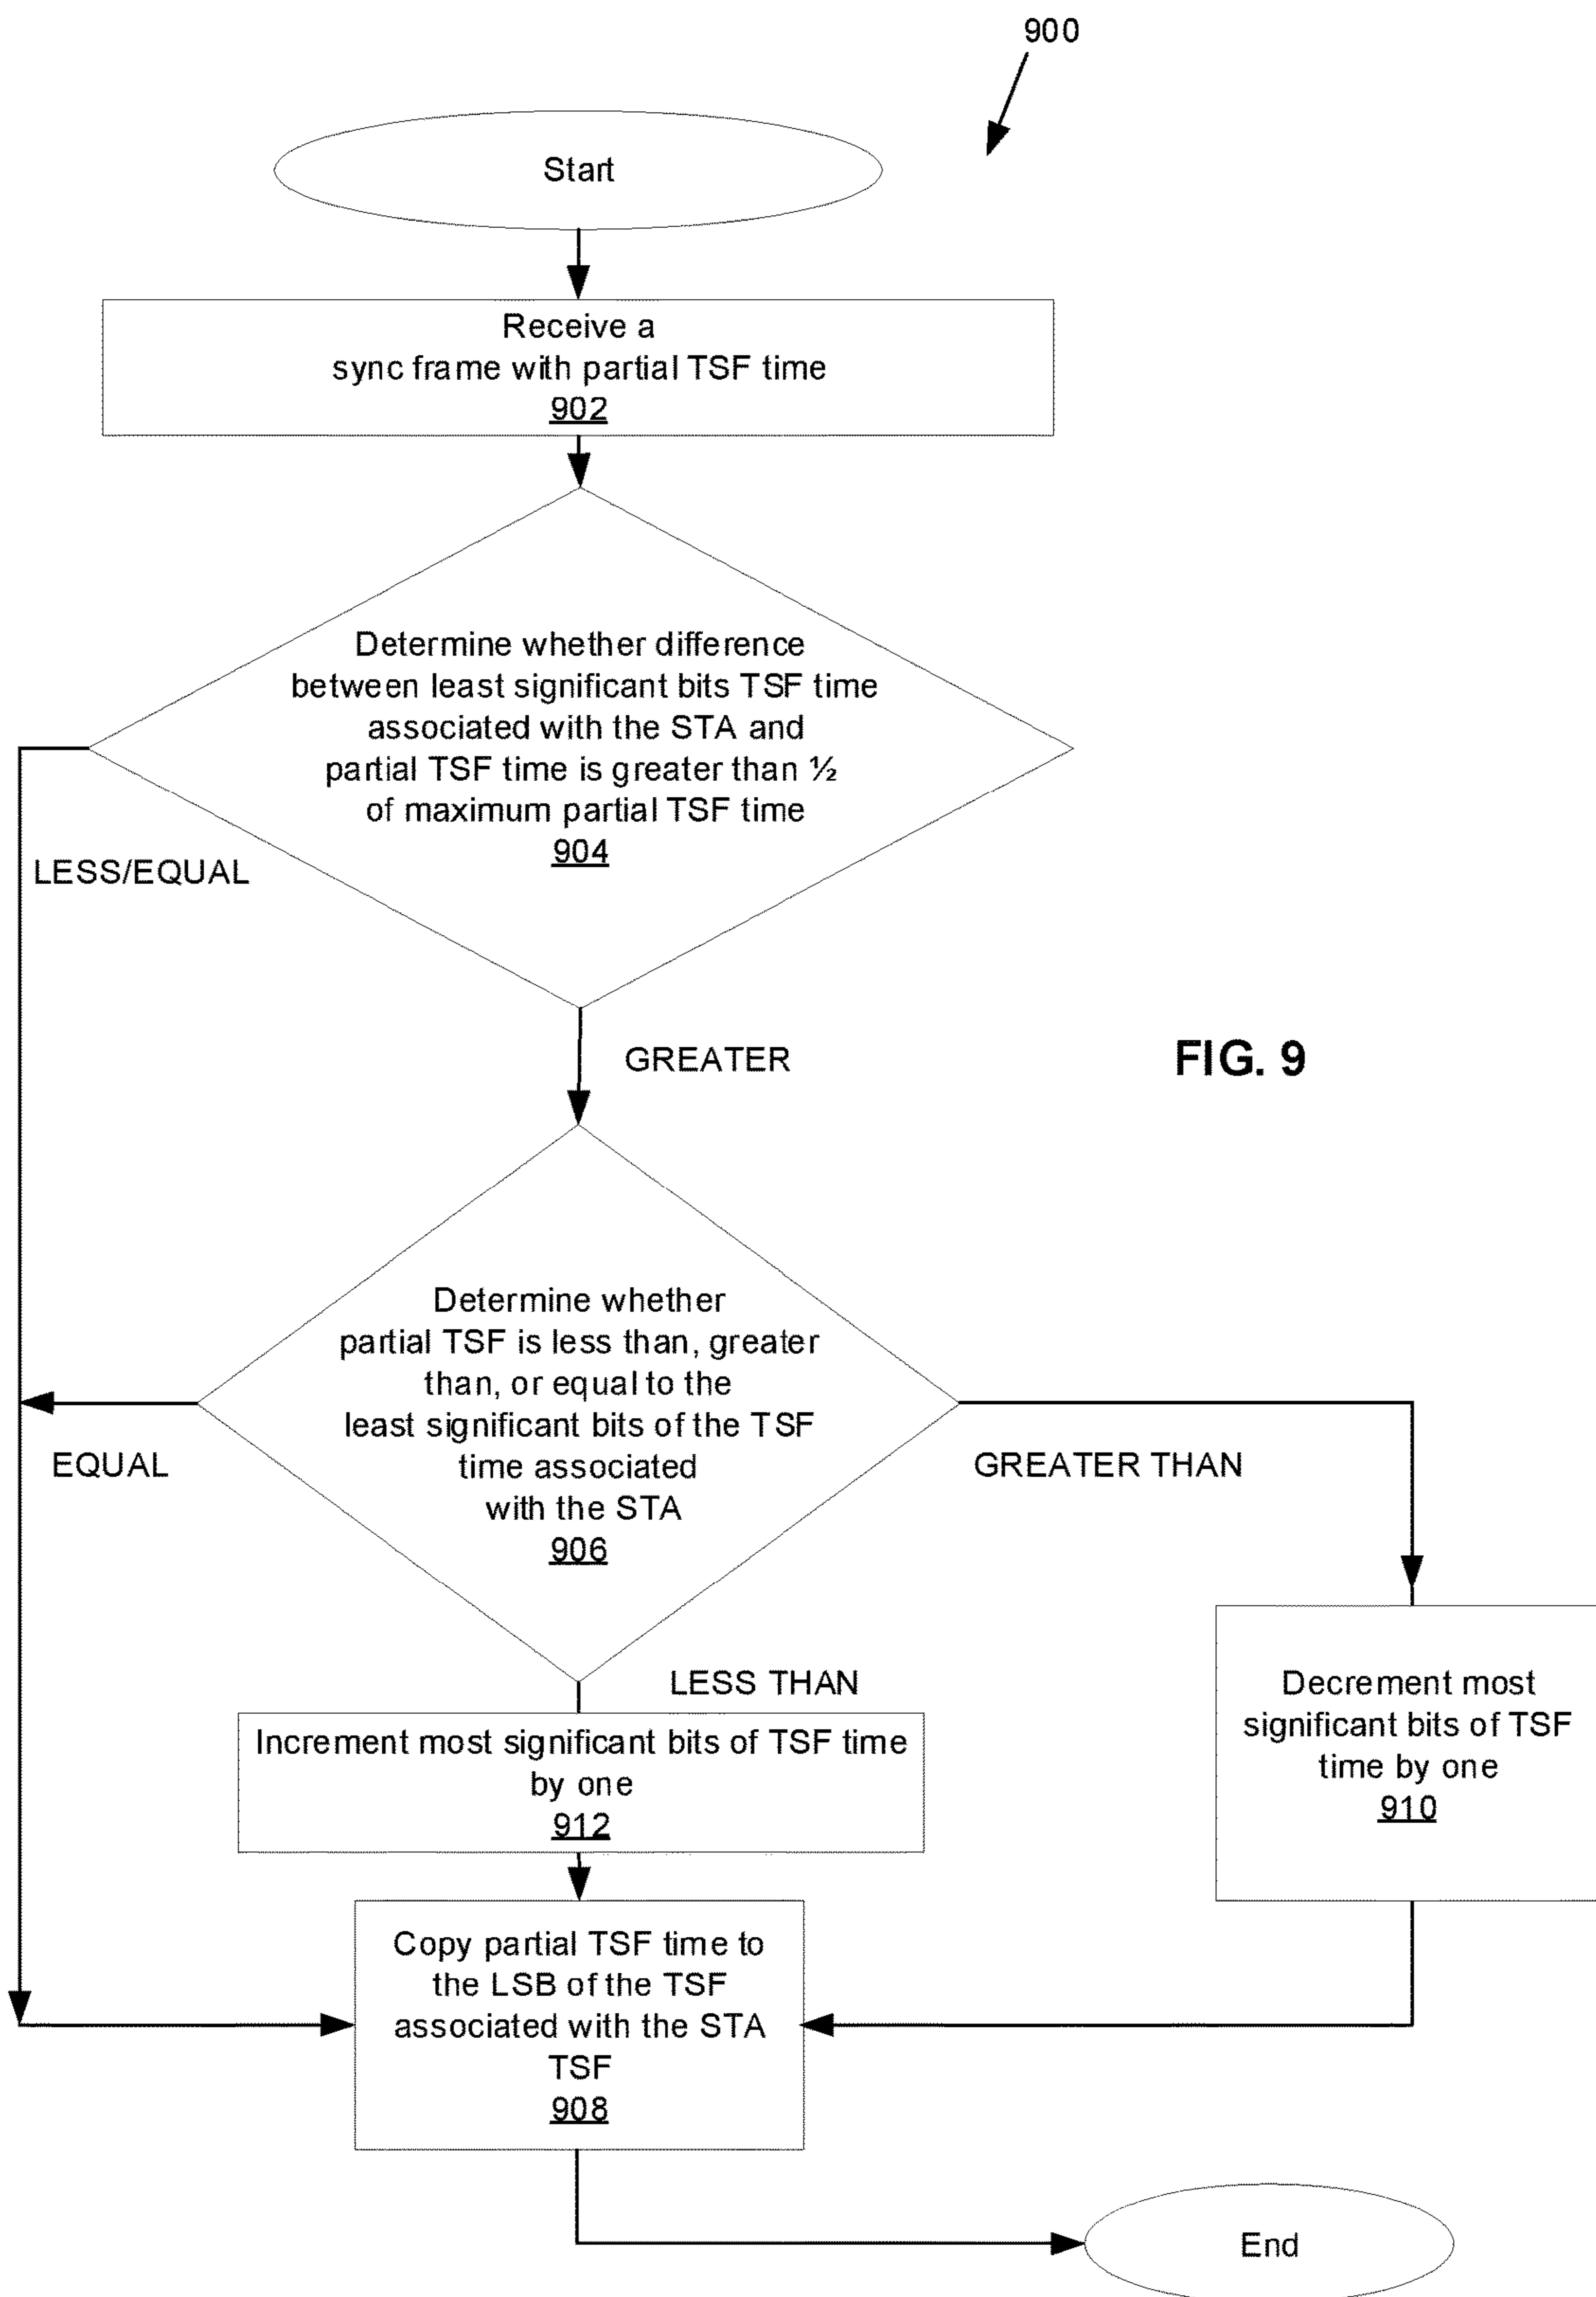 900
Start
Receive a
sync frame with partial TSF time
902
Determine whether difference
between least significant bits TSF time
associated with the STA and
partial TSF time is greater than ½
of maximum partial TSF time
904
LESS/EQUAL
GREATER
FIG. 9
Determine whether
partial TSF is less than, greater
than, or equal to the
least significant bits of the TSF
time associated
with the STA
906
EQUAL
GREATER THAN
LESS THAN
Increment most significant bits of TSF time
by one
912
Decrement most
significant bits of TSF
time by one
910
Copy partial TSF time to
the LSB of the TSF
associated with the STA
TSF
908
End